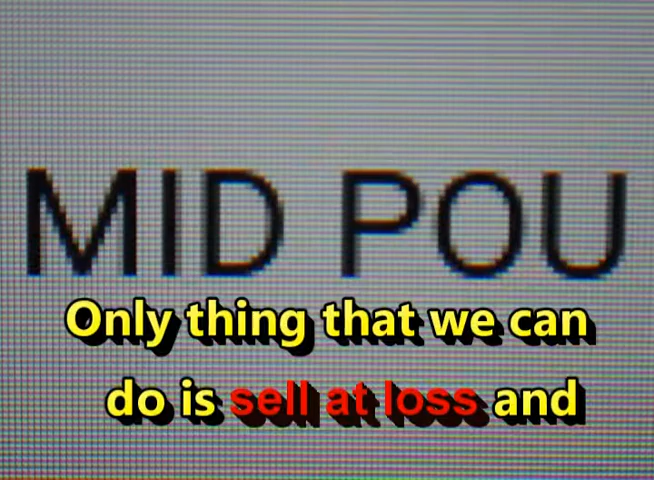 MID POU
Only thing that we can
do is sell at loss and